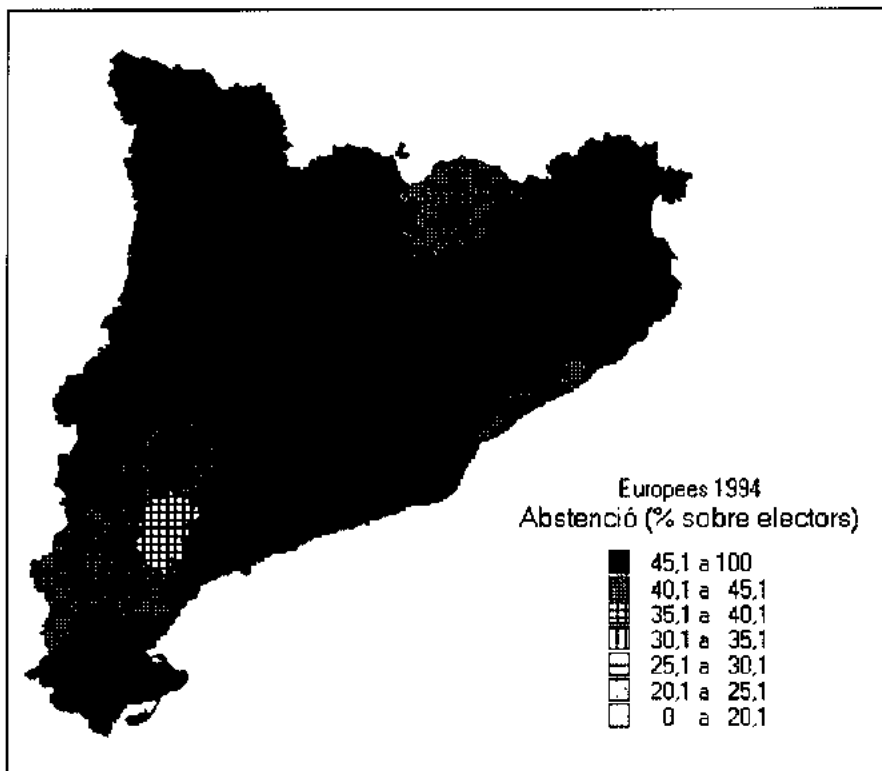 Europees 1994
Abstenció (% sobre electors)
45,1 a 100
40,1 a 45,1
35,1 a 40,1
30,1 a 35,1
25,1 a 30,1
20,1 a 25,1
0 a 20,1